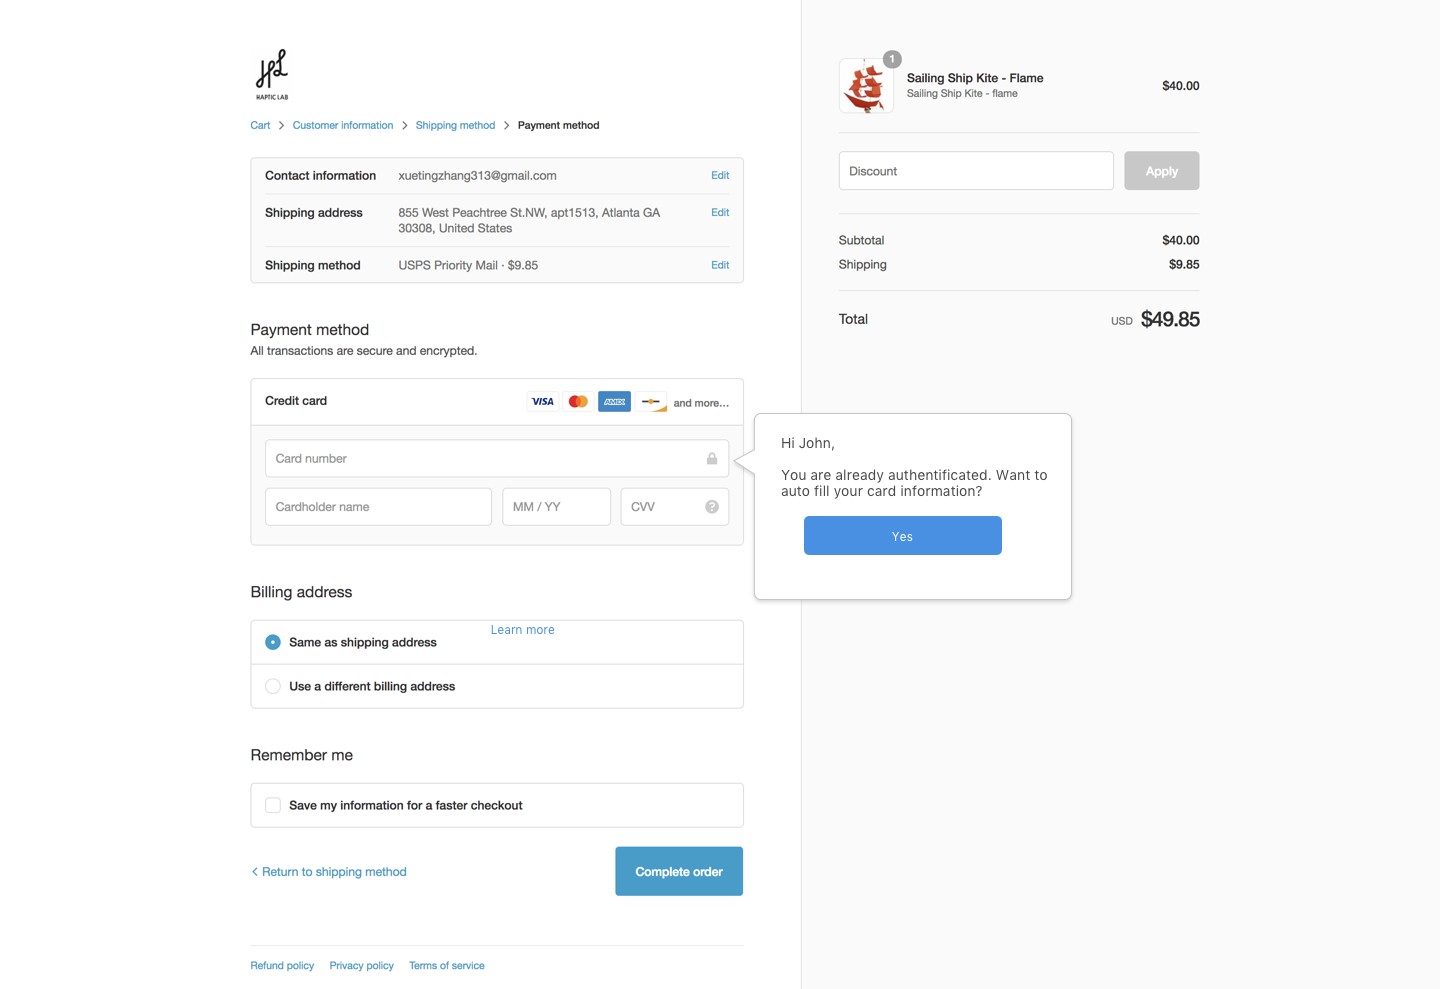 HAPTIC LAB
Cart > Customer information > Shipping method > Payment method
Contact information xuetingzhang313@gmail.com Edit
Shipping address 855 West Peachtree St.NW, apt1513, Atlanta GA Edit
30308, United States
Shipping method USPS Priority Mail · $9.85 Edit
Payment method
All transactions are secure and encrypted.
Credit card VISA AMEX and more...
Card number
Cardholder name MM / YY CVV ?
Billing address
Learn more
Same as shipping address
Use a different billing address
Remember me
Save my information for a faster checkout
< Return to shipping method Complete order
Refund policy Privacy policy Terms of service
1
Sailing Ship Kite - Flame $40.00
Sailing Ship Kite - flame
Discount Apply
Subtotal $40.00
Shipping $9.85
Total USD $49.85
Hi John,
You are already authentificated. Want to
auto fill your card information?
Yes